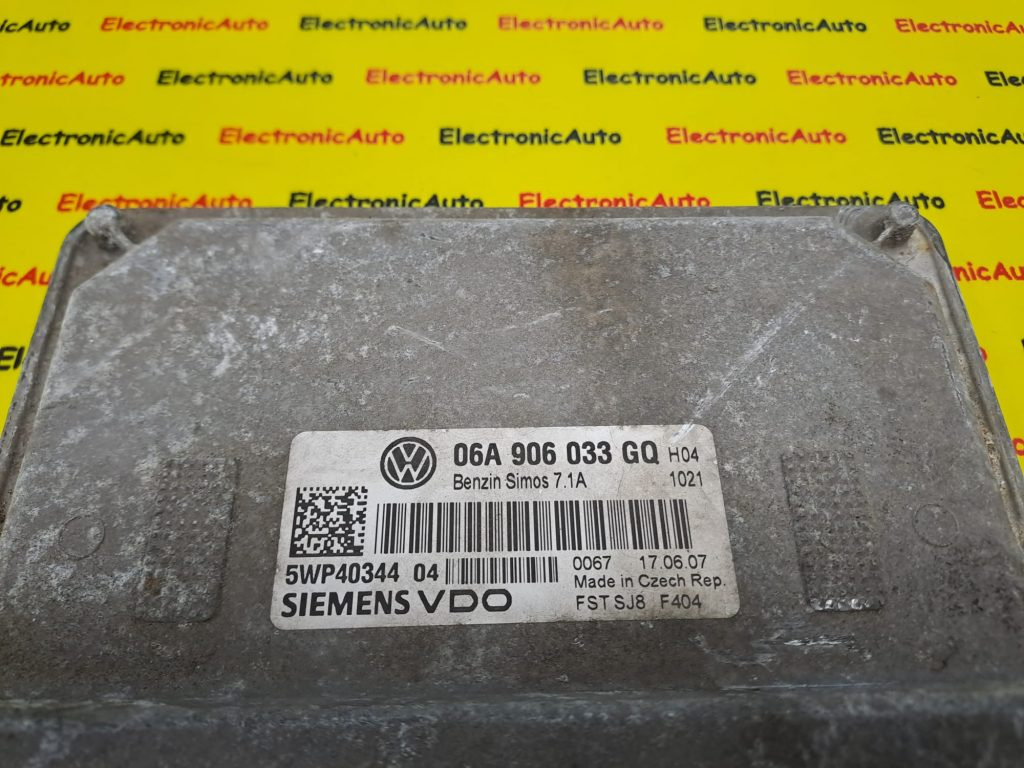 ElectronicAuto ElectronicAuto ElectronicAuto ElectronicAuto
ElectronicAuto ElectronicAuto ElectronicAuto ElectronicAuto ElectronicAuto
ElectronicAuto ElectronicAuto ElectronicAuto ElectronicAuto
ElectronicAuto ElectronicAuto ElectronicAuto ElectronicAuto
06A 906 033 GQ H04
Benzin Simos 7.1A 1021
5WP40344 04 0067 17.06.07
Made in Czech Rep.
SIEMENS VDO FST SJ8 F404